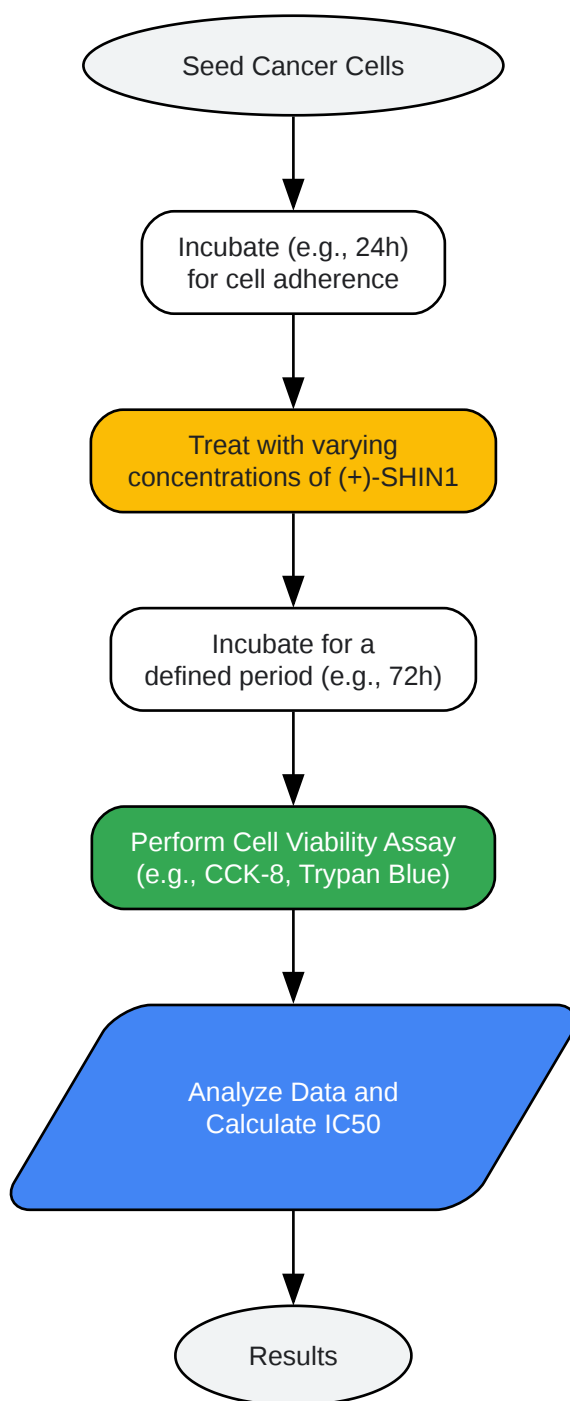 Seed Cancer Cells
Incubate (e.g., 24h)
for cell adherence
Treat with varying
concentrations of (+)-SHIN1
Incubate for a
defined period (e.g., 72h)
Perform Cell Viability Assay
(e.g., CCK-8, Trypan Blue)
Analyze Data and
Calculate IC50
Results